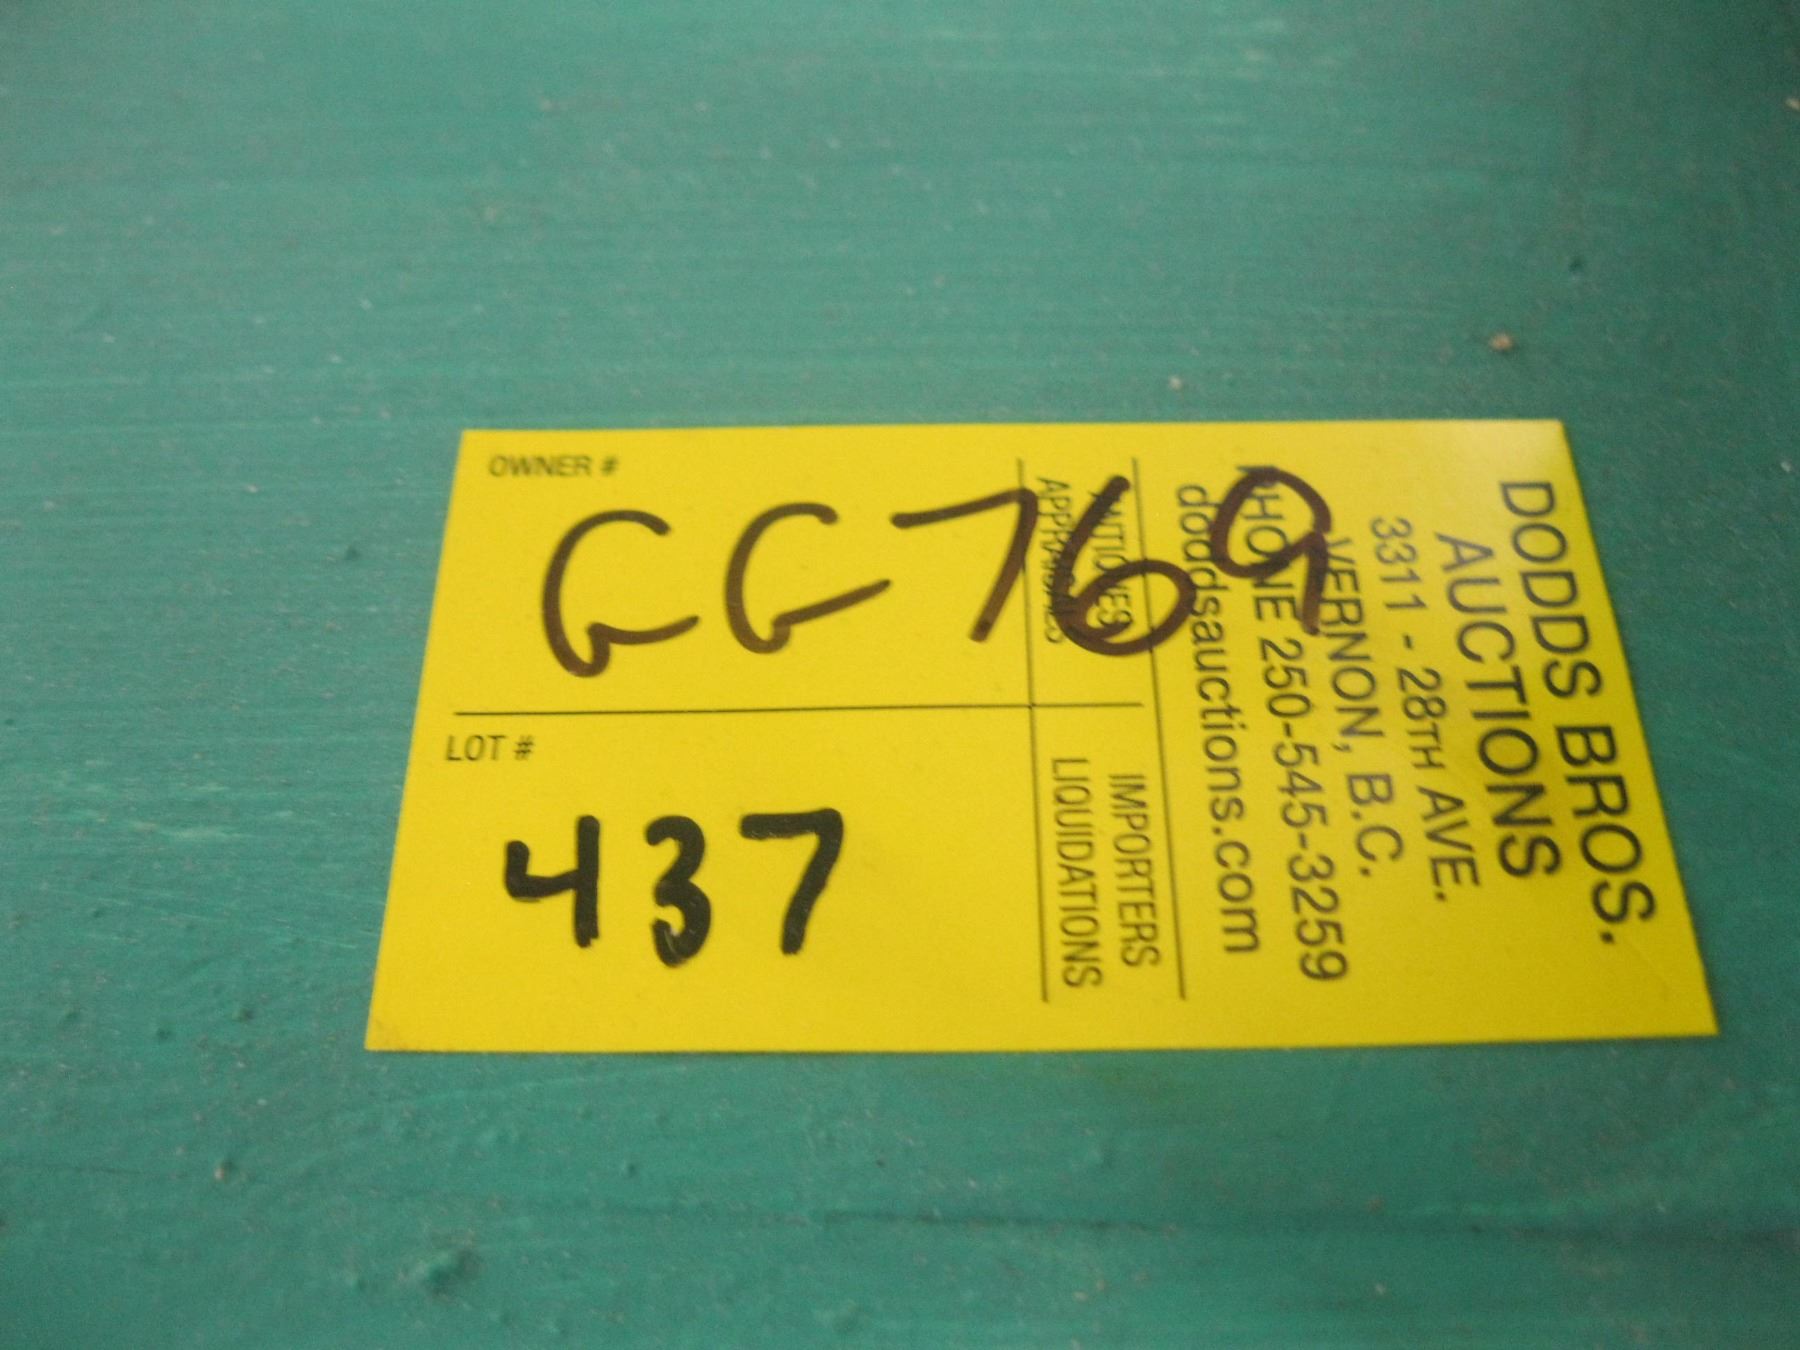 OWNER #
GG769
LOT #
437
DODDS BROS.
AUCTIONS
3311 - 28TH AVE.
VERNON, B.C.
PHONE 250-545-3259
doddsauctions.com
ANTIQUES IMPORTERS
APPRAISALS LIQUIDATIONS